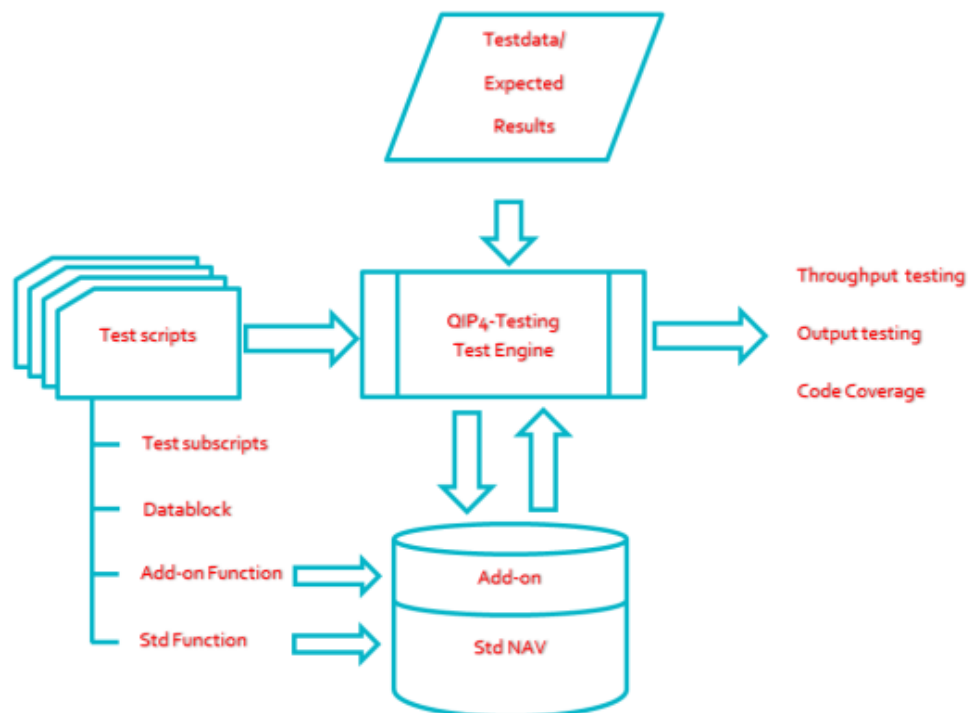 Testdata/
Expected
Results
Test scripts
QIP4-Testing
Test Engine
Throughput testing
Output testing
Code Coverage
Test subscripts
Datablock
Add-on Function
Std Function
Add-on
Std NAV